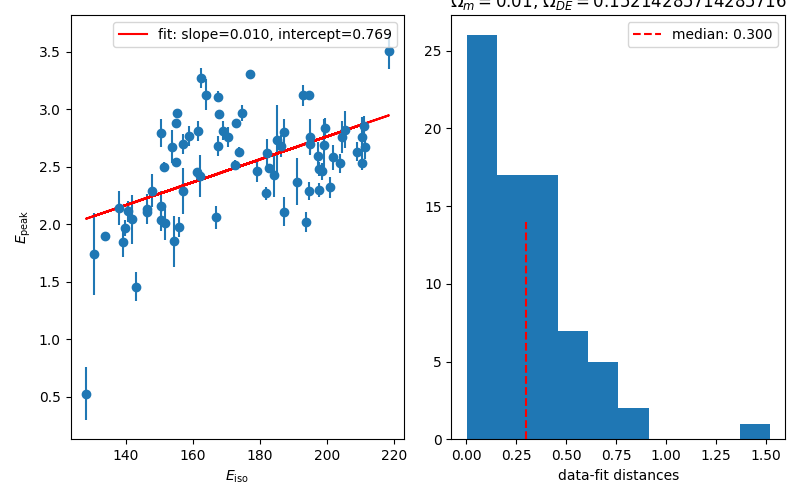 Ω_m = 0.01, Ω_DE = 0.15214285714285716
fit: slope=0.010, intercept=0.769
median: 0.300
3.5
3.0
2.5
2.0
1.5
1.0
0.5
E_peak
140 160 180 200 220
E_iso
25
20
15
10
5
0
0.00 0.25 0.50 0.75 1.00 1.25 1.50
data-fit distances